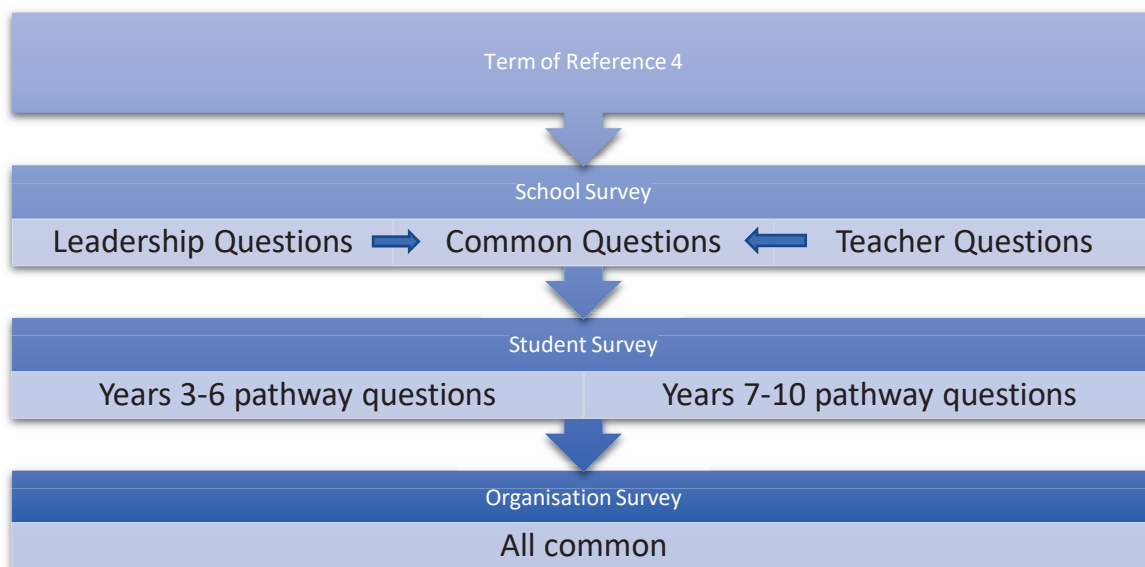 Term of Reference 4
School Survey
Leadership Questions
Common Questions
Teacher Questions
Student Survey
Years 3-6 pathway questions
Years 7-10 pathway questions
Organisation Survey
All common